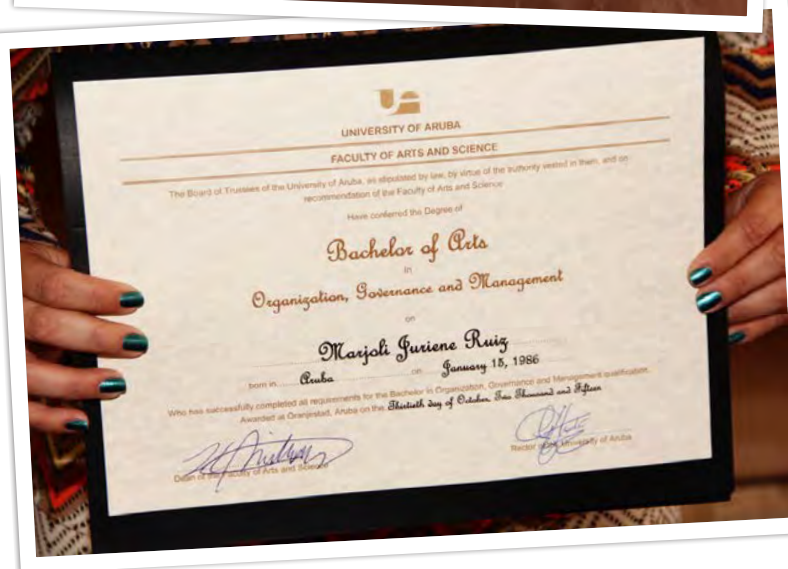 UA
UNIVERSITY OF ARUBA
FACULTY OF ARTS AND SCIENCE
The Board of Trustees of the University of Aruba, as stipulated by law, by virtue of the authority vested in them, and on
recommendation of the Faculty of Arts and Science
Have conferred the Degree of
Bachelor of Arts
in
Organization, Governance and Management
on
Marjoli Juriene Ruiz
born in Aruba on January 15, 1986
Who has successfully completed all requirements for the Bachelor in Organization, Governance and Management qualification.
Awarded at Oranjestad, Aruba on the Thirtieth day of October, Two Thousand and Fifteen
Dean of the Faculty of Arts and Science
Rector of the University of Aruba